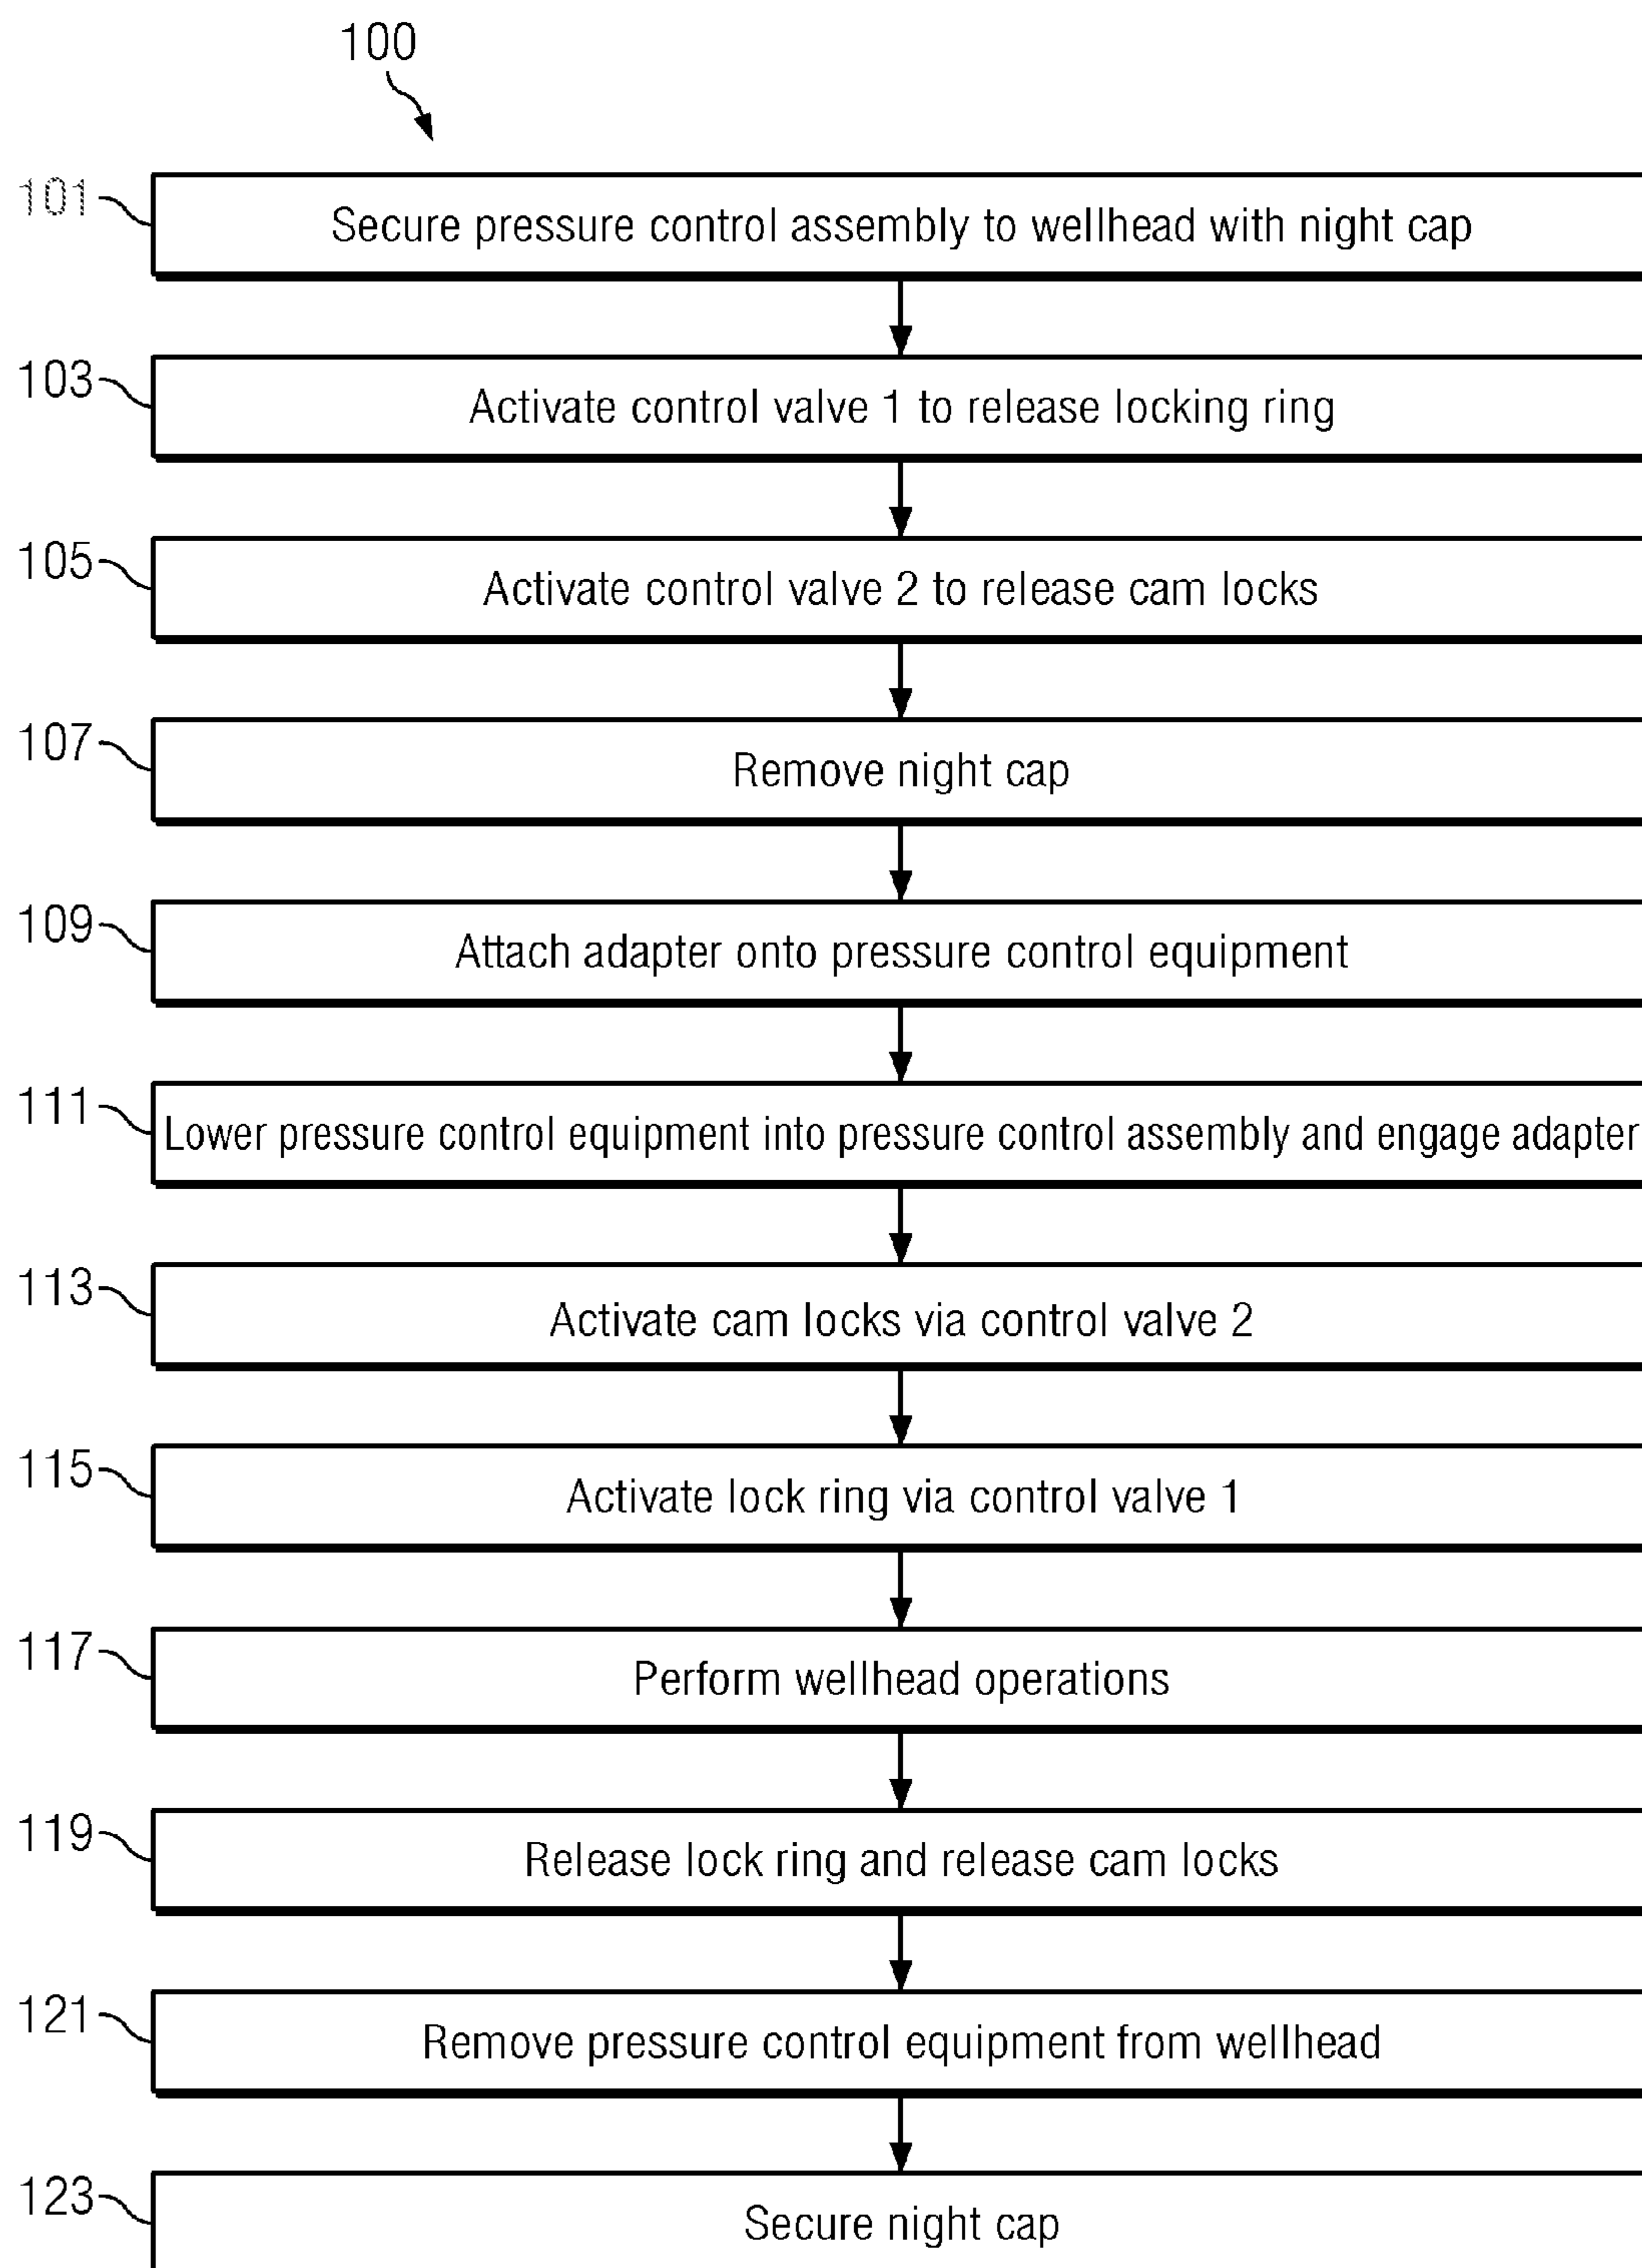 100
101 Secure pressure control assembly to wellhead with night cap
103 Activate control valve 1 to release locking ring
105 Activate control valve 2 to release cam locks
107 Remove night cap
109 Attach adapter onto pressure control equipment
111 Lower pressure control equipment into pressure control assembly and engage adapter
113 Activate cam locks via control valve 2
115 Activate lock ring via control valve 1
117 Perform wellhead operations
119 Release lock ring and release cam locks
121 Remove pressure control equipment from wellhead
123 Secure night cap